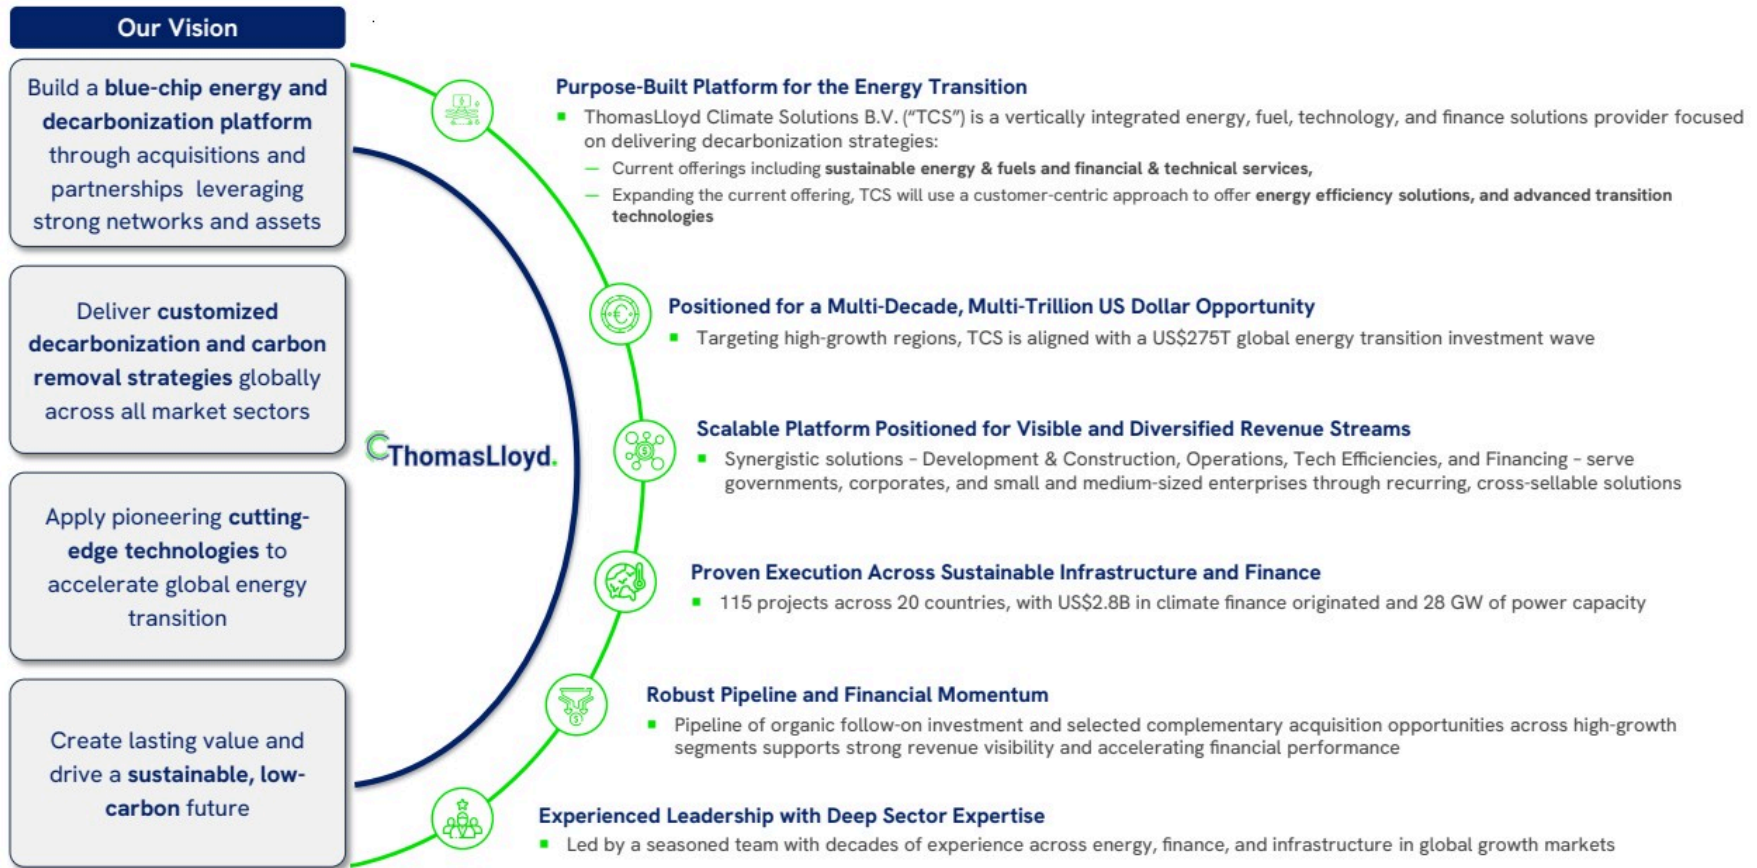 Our Vision
Build a blue-chip energy and
decarbonization platform
through acquisitions and
partnerships leveraging
strong networks and assets
Deliver customized
decarbonization and carbon
removal strategies globally
across all market sectors
Apply pioneering cutting-
edge technologies to
accelerate global energy
transition
Create lasting value and
drive a sustainable, low-
carbon future
ThomasLloyd.
Purpose-Built Platform for the Energy Transition
▪ ThomasLloyd Climate Solutions B.V. (“TCS”) is a vertically integrated energy, fuel, technology, and finance solutions provider focused
on delivering decarbonization strategies:
— Current offerings including sustainable energy & fuels and financial & technical services,
— Expanding the current offering, TCS will use a customer-centric approach to offer energy efficiency solutions, and advanced transition
technologies
Positioned for a Multi-Decade, Multi-Trillion US Dollar Opportunity
▪ Targeting high-growth regions, TCS is aligned with a US$275T global energy transition investment wave
Scalable Platform Positioned for Visible and Diversified Revenue Streams
▪ Synergistic solutions – Development & Construction, Operations, Tech Efficiencies, and Financing – serve
governments, corporates, and small and medium-sized enterprises through recurring, cross-sellable solutions
Proven Execution Across Sustainable Infrastructure and Finance
▪ 115 projects across 20 countries, with US$2.8B in climate finance originated and 28 GW of power capacity
Robust Pipeline and Financial Momentum
▪ Pipeline of organic follow-on investment and selected complementary acquisition opportunities across high-growth
segments supports strong revenue visibility and accelerating financial performance
Experienced Leadership with Deep Sector Expertise
▪ Led by a seasoned team with decades of experience across energy, finance, and infrastructure in global growth markets